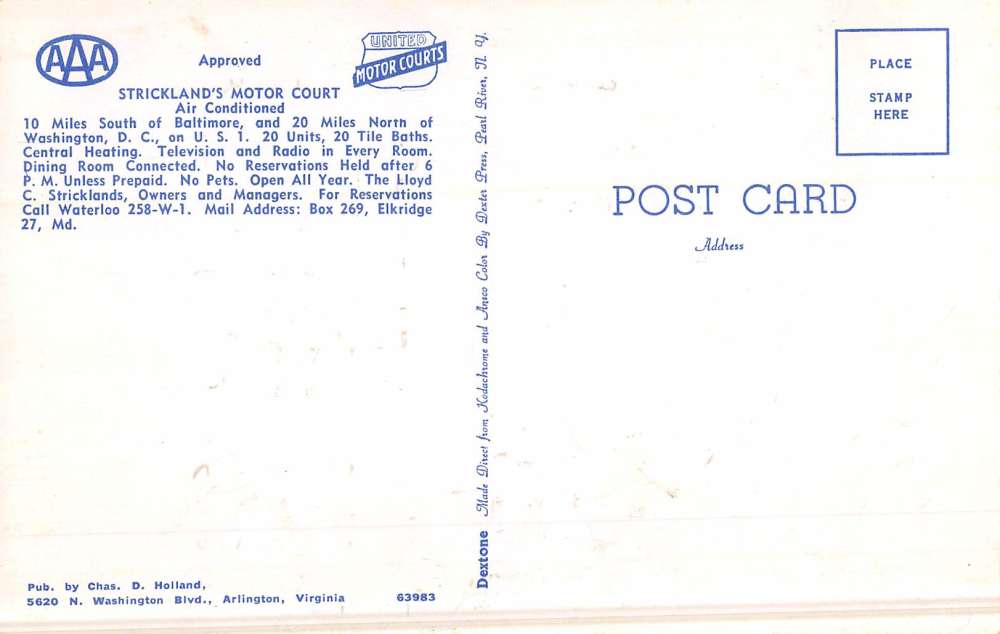 AAA
Approved
UNITED
MOTOR COURTS
STRICKLAND'S MOTOR COURT
Air Conditioned
10 Miles South of Baltimore, and 20 Miles North of
Washington, D. C., on U. S. 1. 20 Units, 20 Tile Baths.
Central Heating. Television and Radio in Every Room.
Dining Room Connected. No Reservations Held after 6
P. M. Unless Prepaid. No Pets. Open All Year. The Lloyd
C. Stricklands, Owners and Managers. For Reservations
Call Waterloo 258-W-1. Mail Address: Box 269, Elkridge
27, Md.
Pub. by Chas. D. Holland,
5620 N. Washington Blvd., Arlington, Virginia 63983
Dextone Made Direct from Kodachrome and Ansco Color By Dexter Press, Pearl River, N. Y.
PLACE
STAMP
HERE
POST CARD
Address